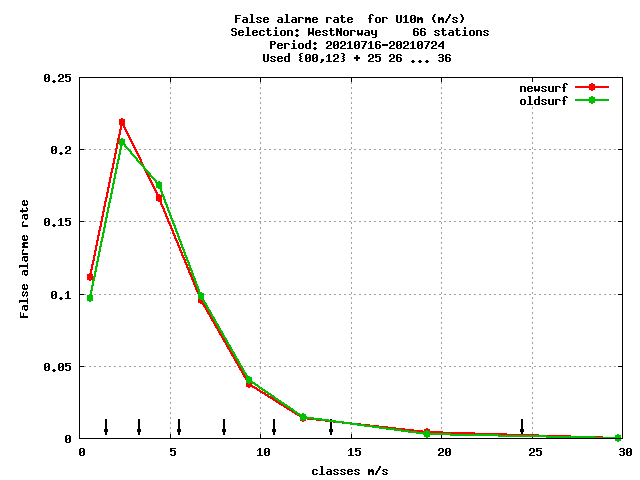 False alarme rate  for U10m (m/s)
Selection: WestNorway     66 stations
Period: 20210716-20210724
Used {00,12} + 25 26 ... 36
newsurf
oldsurf
0.25
0.2
0.15
0.1
0.05
0
False alarme rate
0 5 10 15 20 25 30
classes m/s